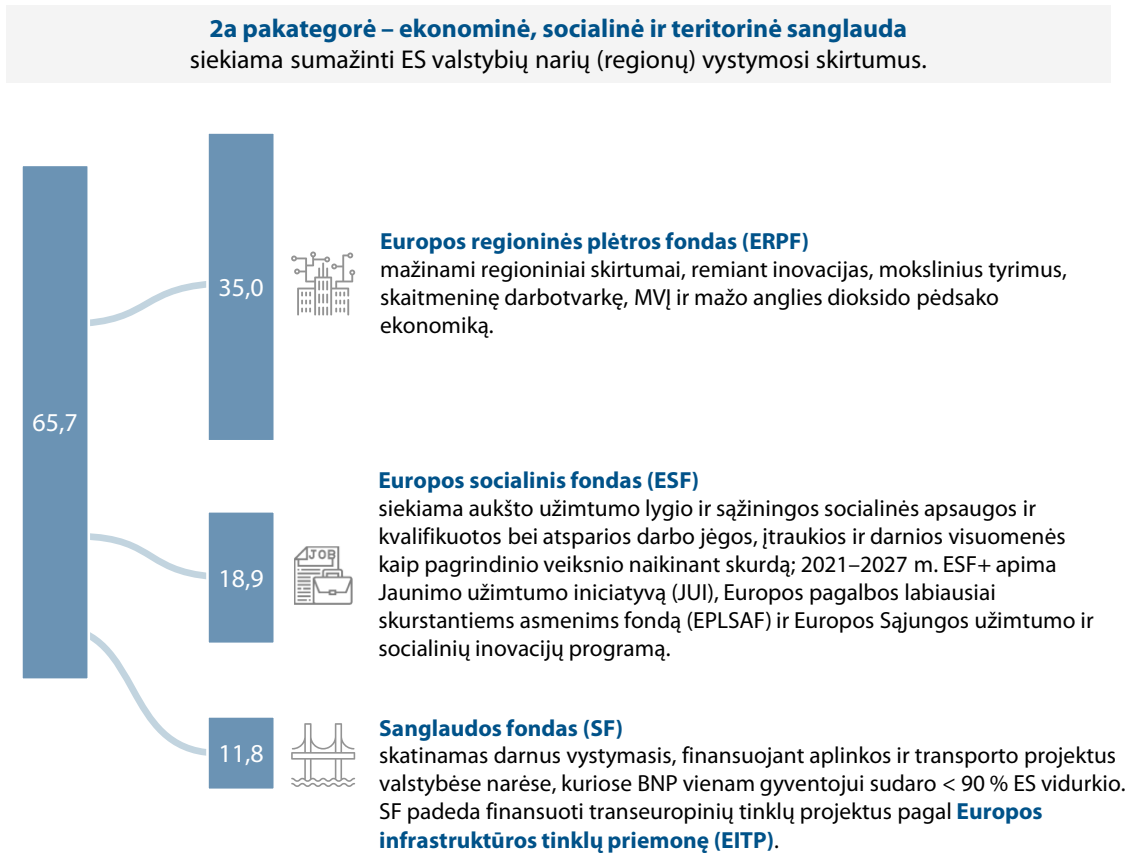 2a pakategorė – ekonominė, socialinė ir teritorinė sanglauda
siekiama sumažinti ES valstybių narių (regionų) vystymosi skirtumus.
65,7
35,0
Europos regioninės plėtros fondas (ERPF)
mažinami regioniniai skirtumai, remiant inovacijas, mokslinius tyrimus,
skaitmeninę darbotvarkę, MVĮ ir mažo anglies dioksido pėdsako
ekonomiką.
18,9
JOB
Europos socialinis fondas (ESF)
siekiama aukšto užimtumo lygio ir sąžiningos socialinės apsaugos ir
kvalifikuotos bei atsparios darbo jėgos, įtraukios ir darnios visuomenės
kaip pagrindinio veiksnio naikinant skurdą; 2021–2027 m. ESF+ apima
Jaunimo užimtumo iniciatyvą (JUI), Europos pagalbos labiausiai
skurstantiems asmenims fondą (EPLSAF) ir Europos Sąjungos užimtumo ir
socialinių inovacijų programą.
11,8
Sanglaudos fondas (SF)
skatinamas darnus vystymasis, finansuojant aplinkos ir transporto projektus
valstybėse narėse, kuriose BNP vienam gyventojui sudaro < 90 % ES vidurkio.
SF padeda finansuoti transeuropinių tinklų projektus pagal Europos
infrastruktūros tinklų priemonę (EITP).